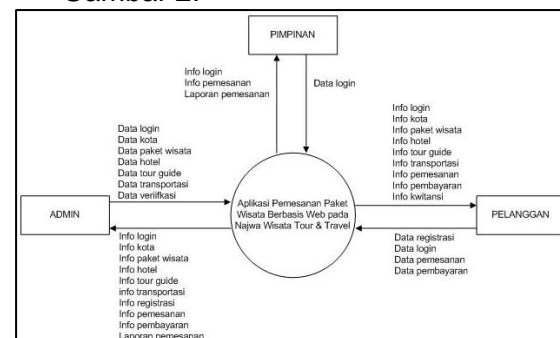 Gambar 2.
PIMPINAN
Info login
Info pemesanan
Laporan pemesanan
Data login
Info login
Info kota
Info paket wisata
Info hotel
Info tour guide
Info transportasi
Info pemesanan
Info pembayaran
Info kwitansi
Data login
Data kota
Data paket wisata
Data hotel
Data tour guide
Data transportasi
Data veriifkasi
ADMIN
Aplikasi Pemesanan Paket
Wisata Berbasis Web pada
Najwa Wisata Tour & Travel
PELANGGAN
Info login
Info kota
Info paket wisata
Info hotel
Info tour guide
info transportasi
Info registrasi
Info pemesanan
Info pembayaran
Laporan pemesanan
Data registrasi
Data login
Data pemesanan
Data pembayaran